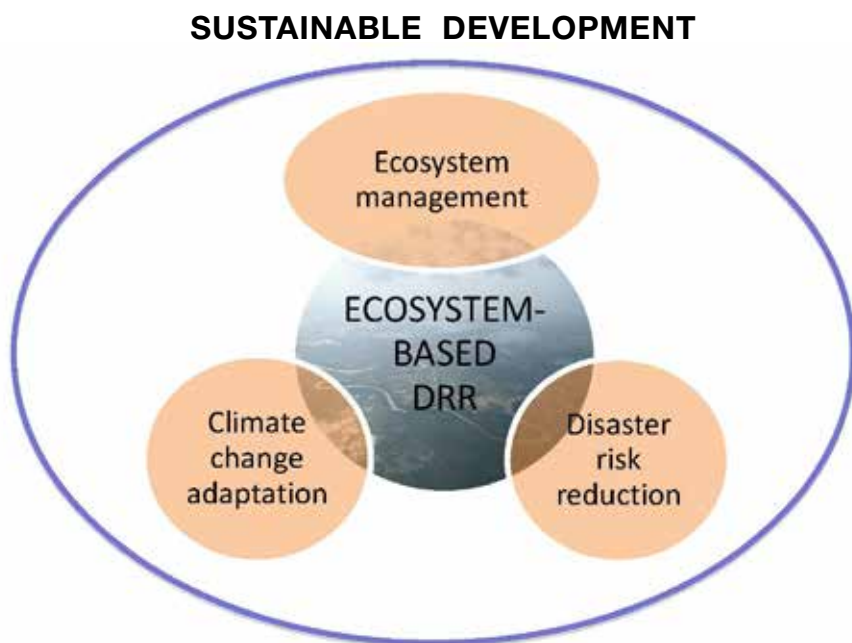 SUSTAINABLE DEVELOPMENT
Ecosystem
management
ECOSYSTEM-
BASED
DRR
Climate
change
adaptation
Disaster
risk
reduction